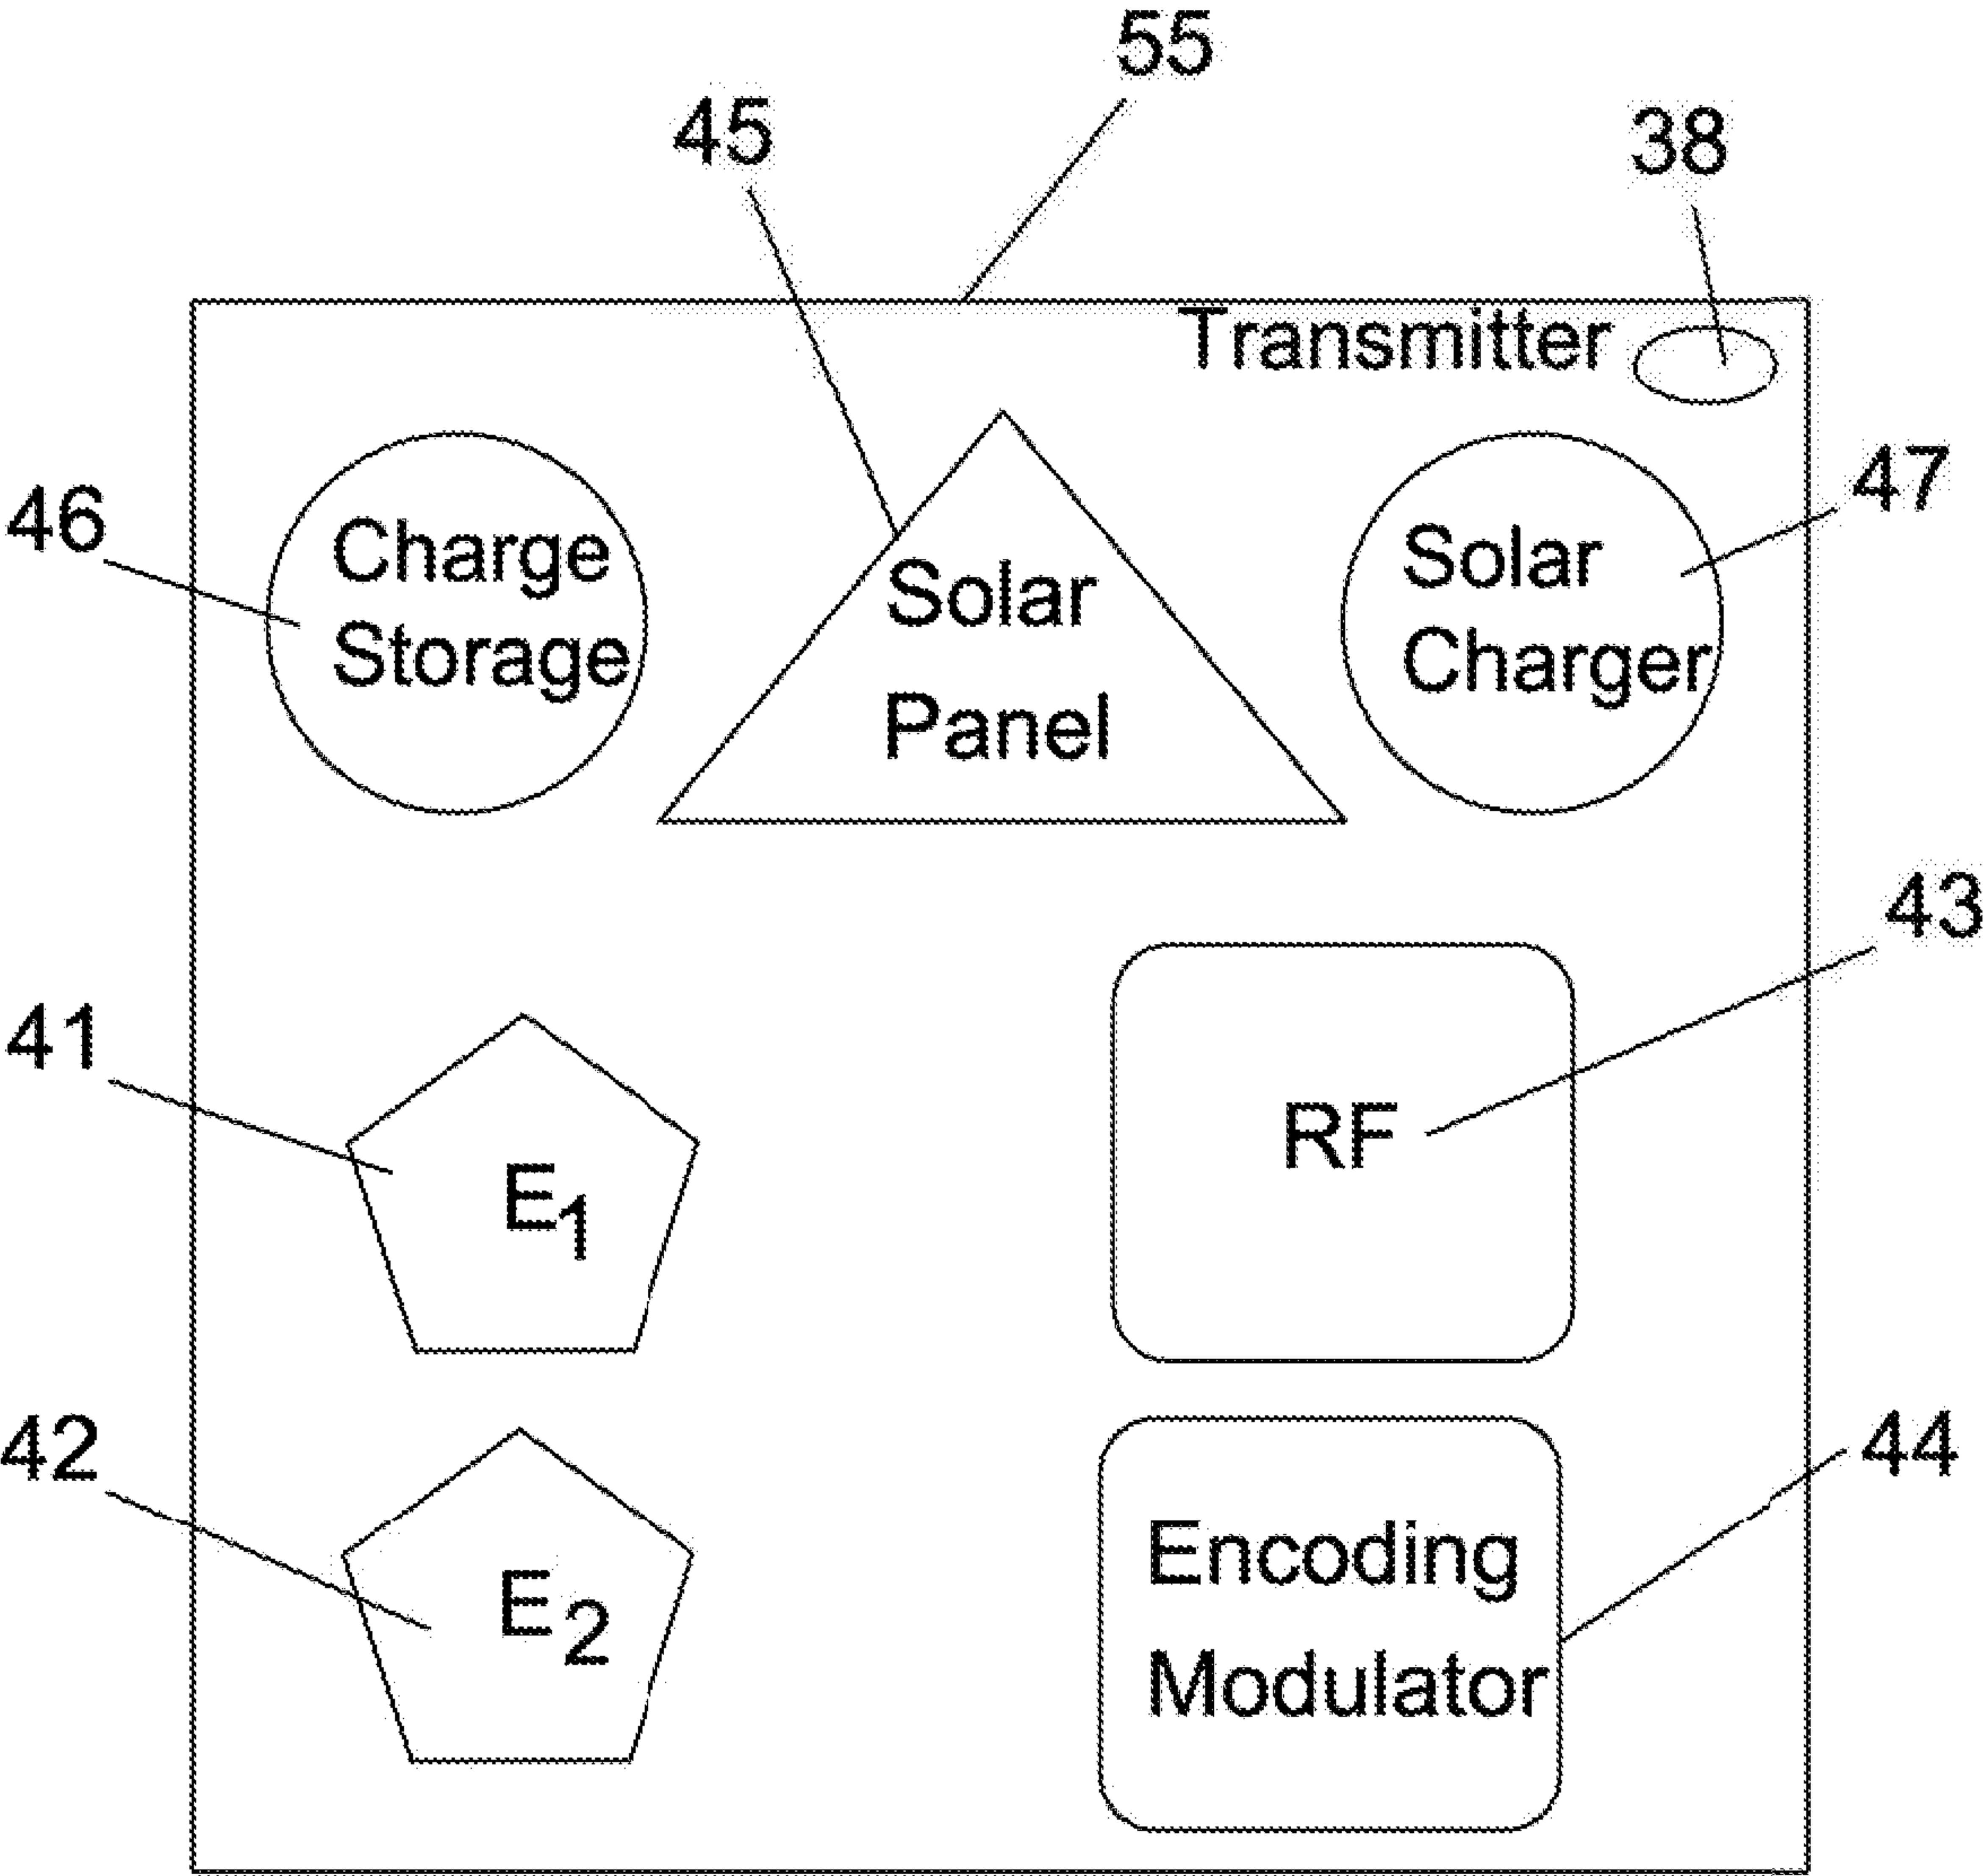 55
45
38
Transmitter
46
Charge
Storage
Solar
Panel
Solar
Charger
47
43
41
E1
RF
42
E2
Encoding
Modulator
44